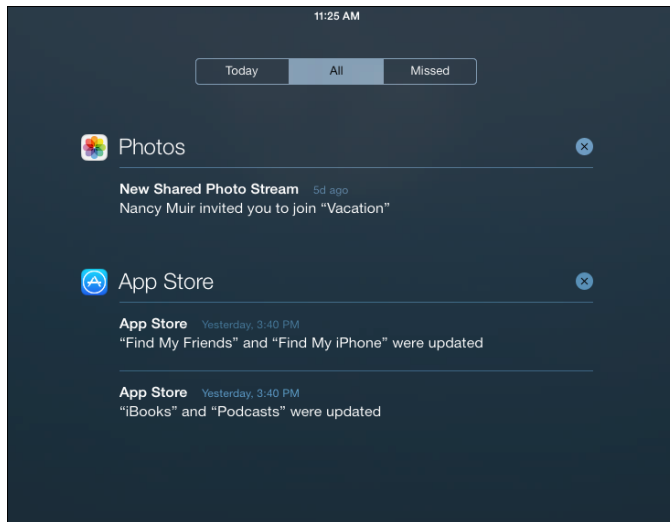 11:25 AM
Today All Missed
Photos
New Shared Photo Stream 5d ago
Nancy Muir invited you to join “Vacation”
App Store
App Store Yesterday, 3:40 PM
“Find My Friends” and “Find My iPhone” were updated
App Store Yesterday, 3:40 PM
“iBooks” and “Podcasts” were updated